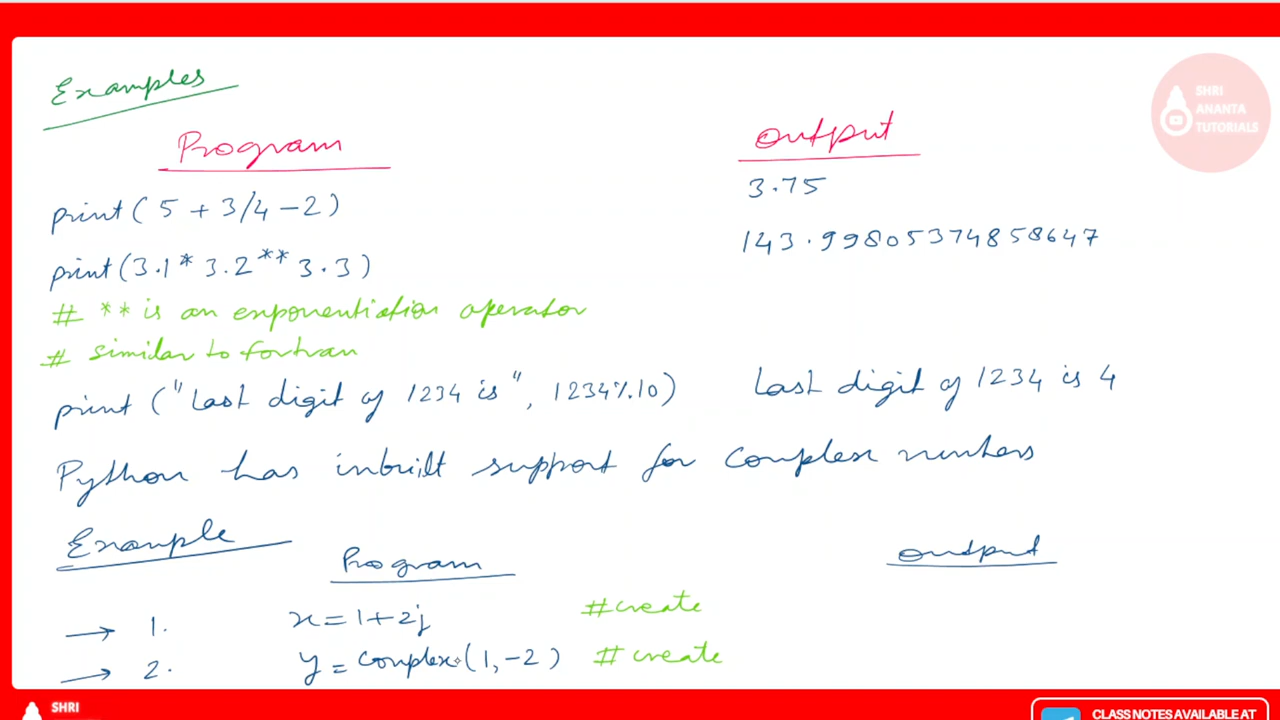 Examples
SHRI
ANANTA
TUTORIALS
Program Output
print(5 + 3/4 - 2) 3.75
print(3.1 * 3.2 ** 3.3) 143.99805374858647
# ** is an exponentiation operator
# similar to fortran
print ("Last digit of 1234 is", 1234%10) Last digit of 1234 is 4
Python has inbuilt support for complex numbers
Example
Program Output
→ 1. x = 1+2j #create
→ 2. y = complex(1,-2) #create
SHRI
CLASS NOTES AVAILABLE AT